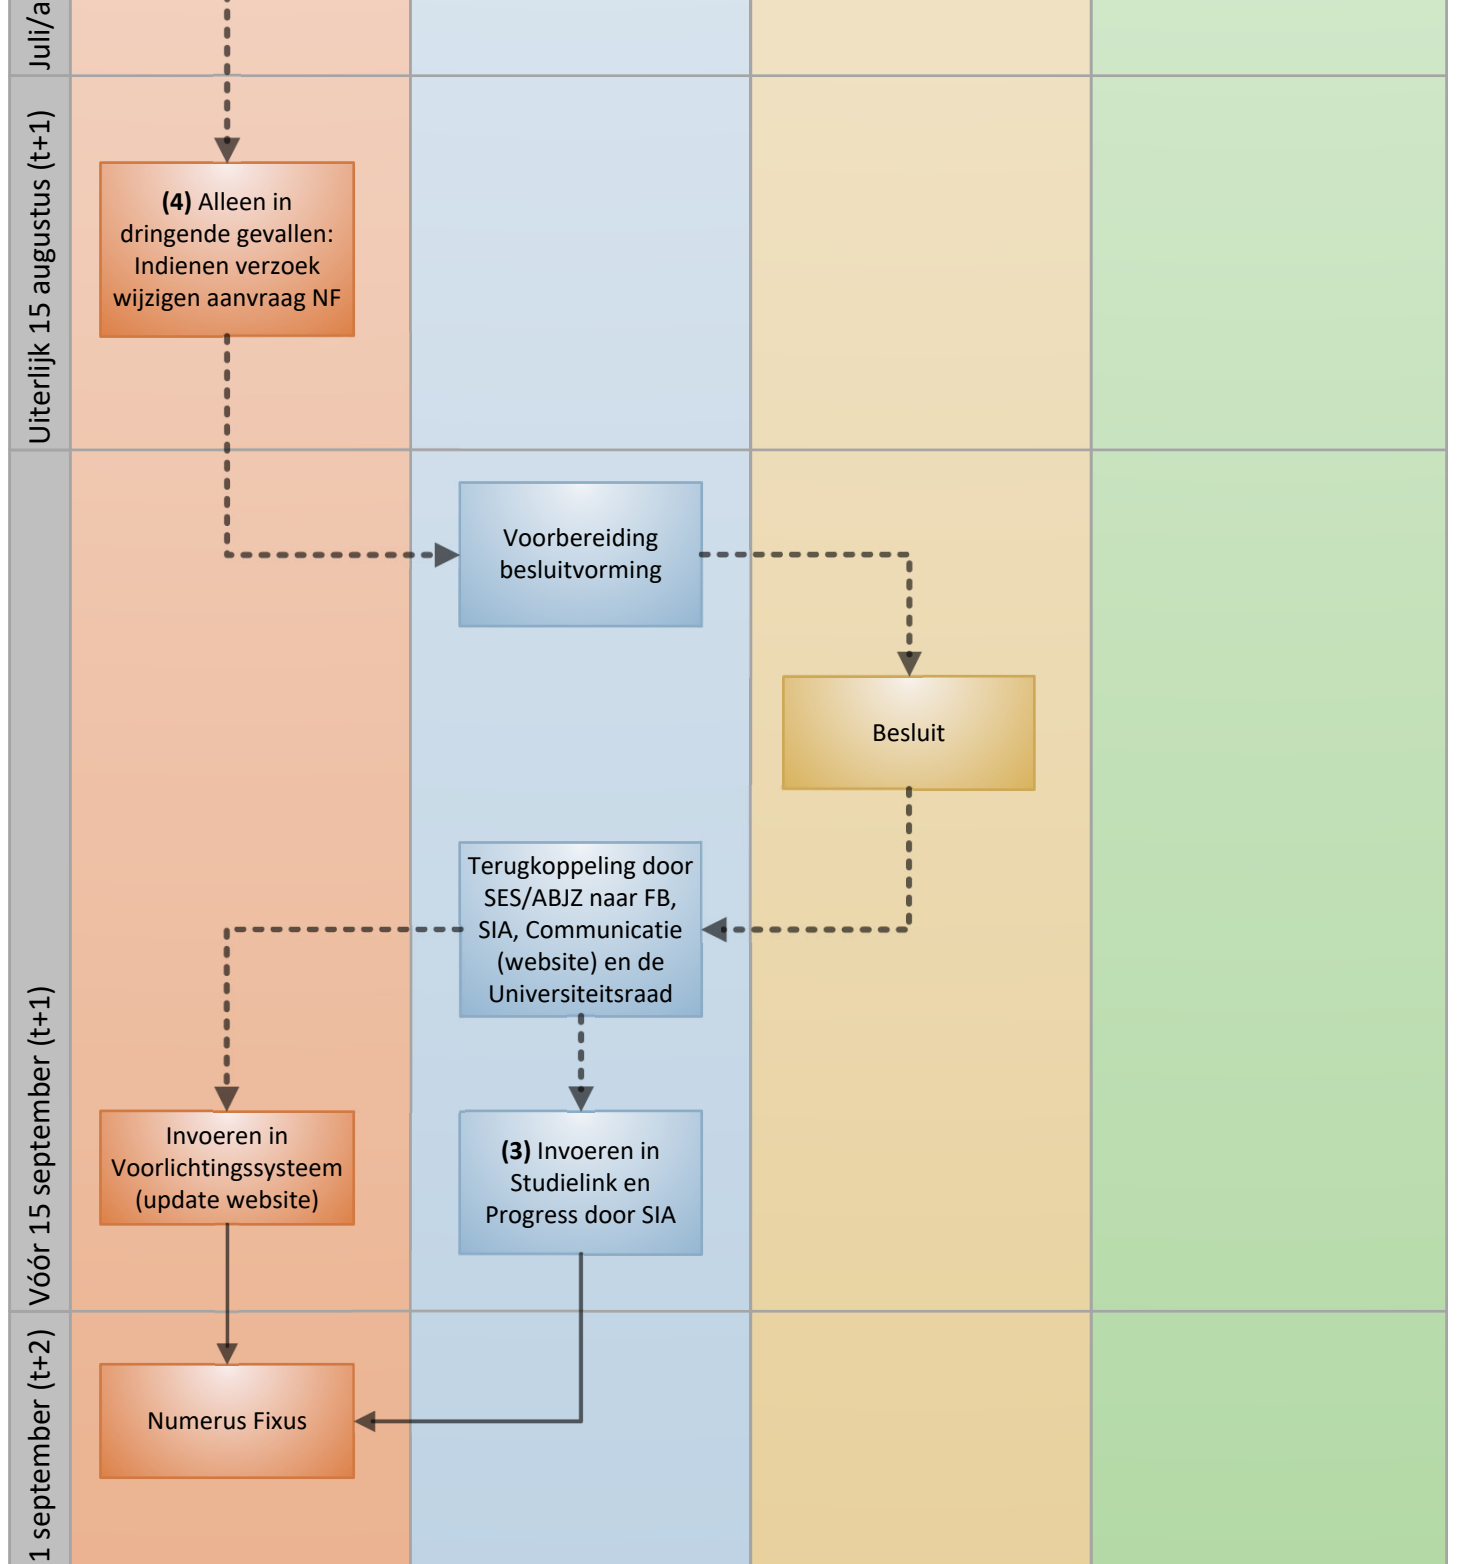 Juli/a
Uiterlijk 15 augustus (t+1)
(4) Alleen in
dringende gevallen:
Indienen verzoek
wijzigen aanvraag NF
Vóór 15 september (t+1)
Voorbereiding
besluitvorming
Besluit
Terugkoppeling door
SES/ABJZ naar FB,
SIA, Communicatie
(website) en de
Universiteitsraad
Invoeren in
Voorlichtingssysteem
(update website)
(3) Invoeren in
Studielink en
Progress door SIA
1 september (t+2)
Numerus Fixus